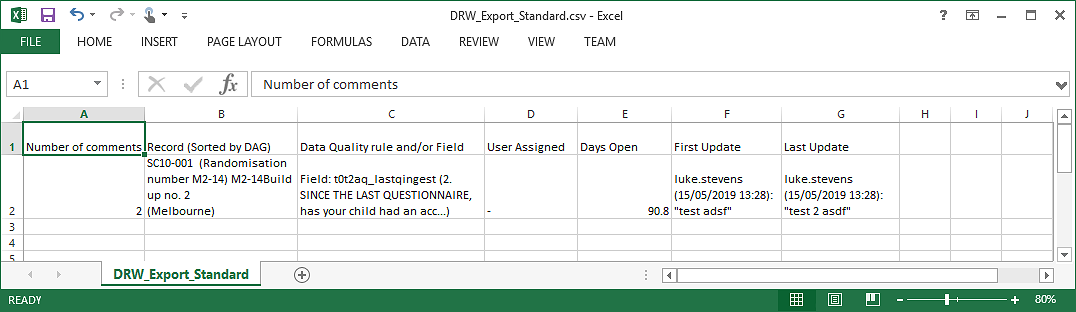 DRW_Export_Standard.csv - Excel
FILE HOME INSERT PAGE LAYOUT FORMULAS DATA REVIEW VIEW TEAM
A1 fx Number of comments
A B C D E F G H I J
1 Number of comments Record (Sorted by DAG) Data Quality rule and/or Field User Assigned Days Open First Update Last Update
SC10-001 (Randomisation
number M2-14) M2-14Build
up no. 2
(Melbourne)
Field: t0t2aq_lastqingest (2.
SINCE THE LAST QUESTIONNAIRE,
has your child had an acc...)
luke.stevens
(15/05/2019 13:28):
"test adsf"
luke.stevens
(15/05/2019 13:28):
"test 2 asdf"
2 2 - 90.8
3
4
5
DRW_Export_Standard
READY 80%